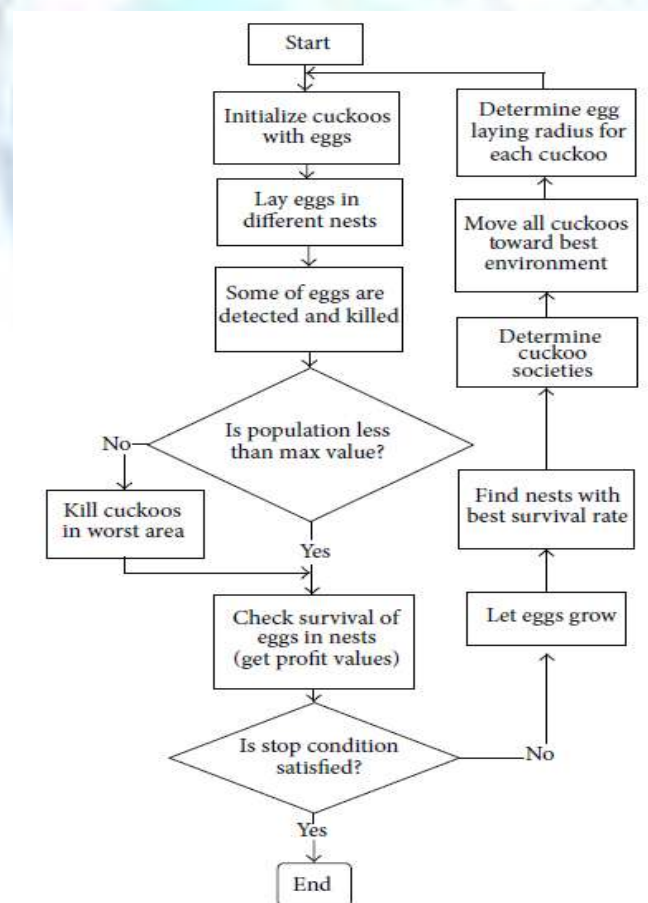 Start
Initialize cuckoos
with eggs
Lay eggs in
different nests
Some of eggs are
detected and killed
Is population less
than max value?
No
Kill cuckoos
in worst area
Yes
Check survival of
eggs in nests
(get profit values)
Is stop condition
satisfied?
No
Yes
End
Let eggs grow
Find nests with
best survival rate
Determine
cuckoo
societies
Move all cuckoos
toward best
environment
Determine egg
laying radius for
each cuckoo